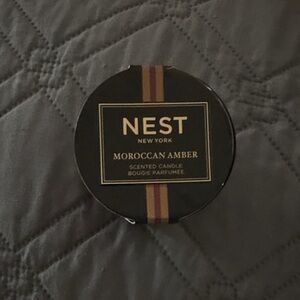 NEST
NEW YORK
MOROCCAN AMBER
SCENTED CANDLE
BOUGIE PARFUMÉE